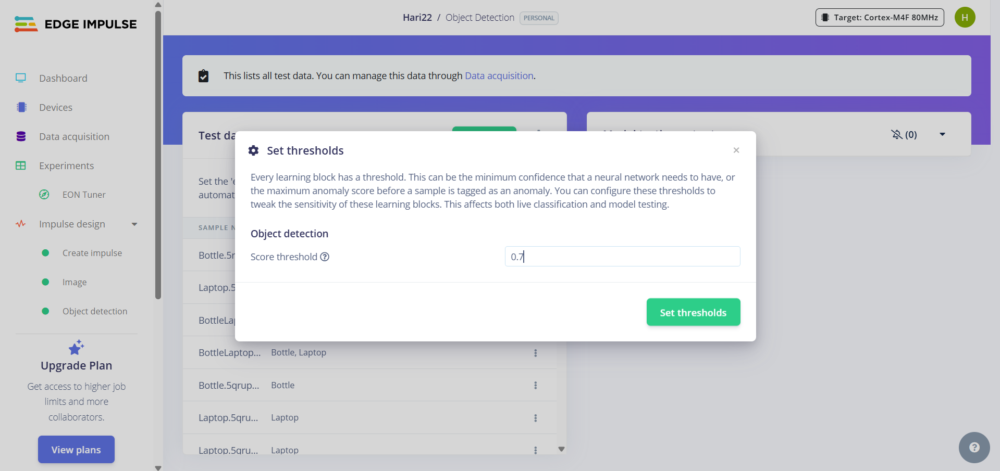 EDGE IMPULSE
Hari22 / Object Detection PERSONAL
Target: Cortex-M4F 80MHz
H
Dashboard
Devices
Data acquisition
Experiments
EON Tuner
Impulse design
Create impulse
Image
Object detection
Upgrade Plan
Get access to higher job
limits and more
collaborators.
View plans
This lists all test data. You can manage this data through Data acquisition.
Test da
(0)
Set the 'e
automat
SAMPLE N
Bottle.5r
Laptop.5
BottleLap
BottleLaptop... Bottle, Laptop
Bottle.5qrup... Bottle
Laptop.5qru... Laptop
Laptop.5qru... Laptop
Set thresholds
×
Every learning block has a threshold. This can be the minimum confidence that a neural network needs to have, or
the maximum anomaly score before a sample is tagged as an anomaly. You can configure these thresholds to
tweak the sensitivity of these learning blocks. This affects both live classification and model testing.
Object detection
Score threshold ?
0.7
Set thresholds
?